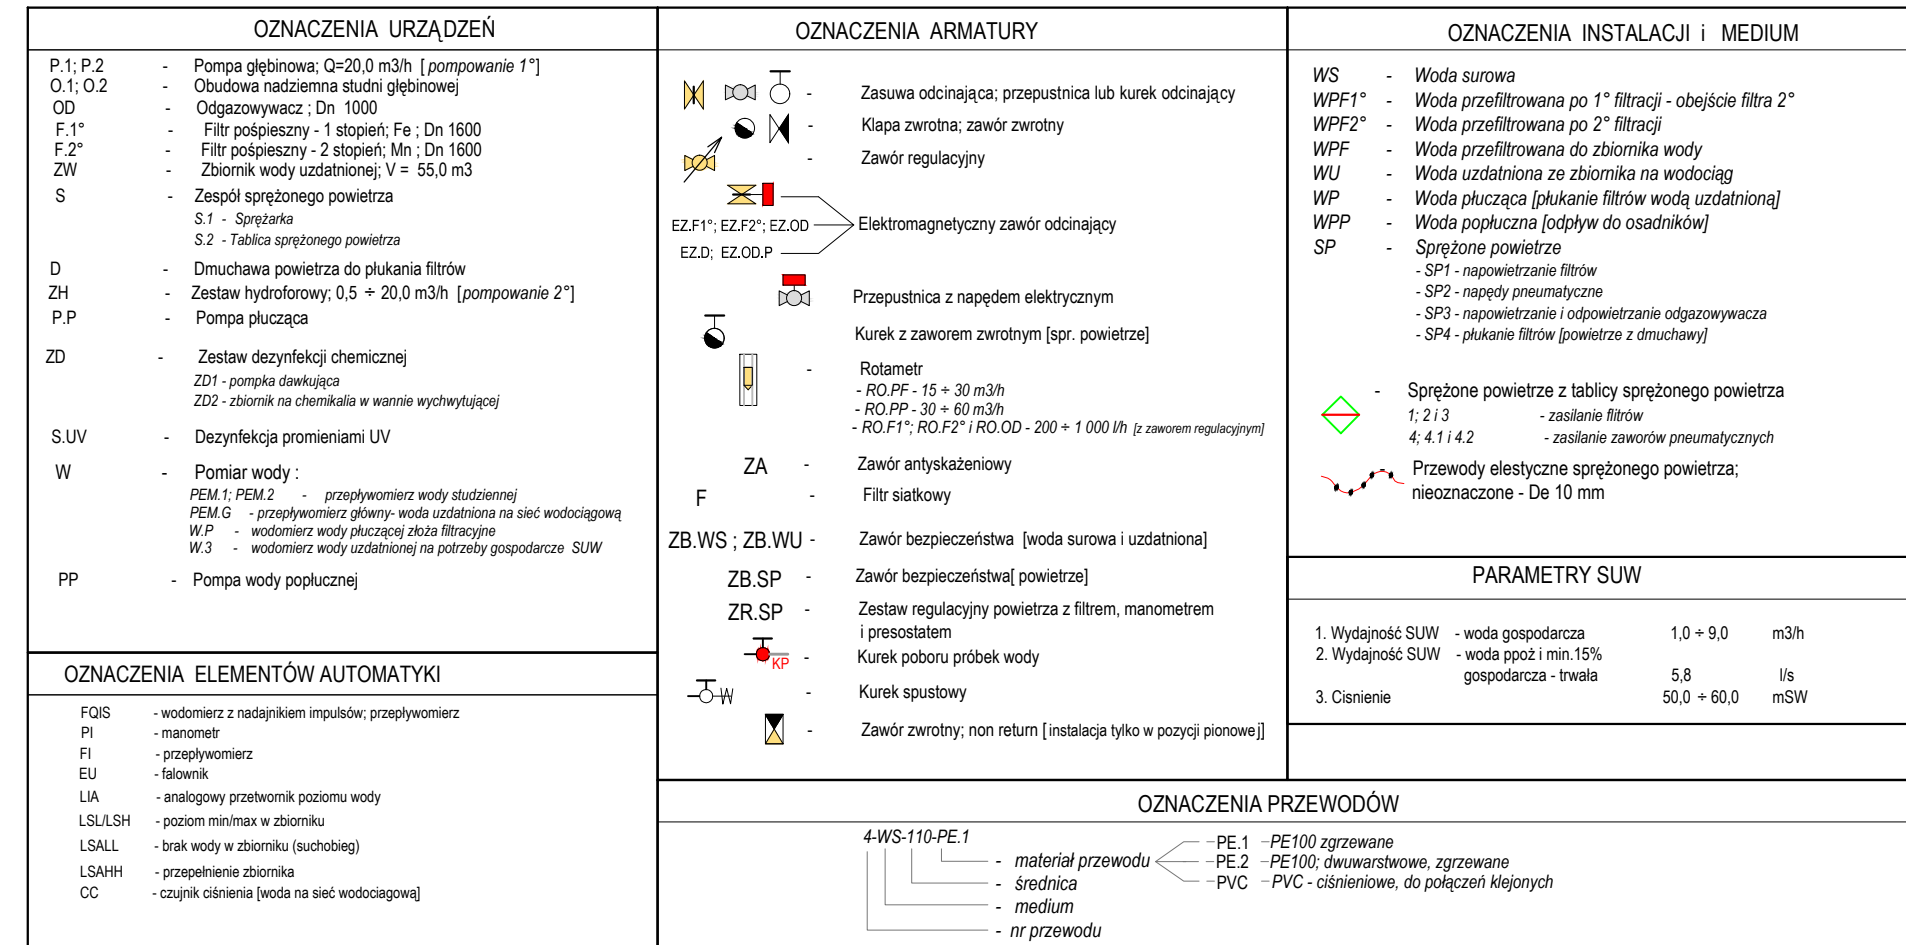 OZNACZENIA URZĄDZEŃ
P.1; P.2 - Pompa głębinowa; Q=20,0 m3/h [ pompowanie 1°]
O.1; O.2 - Obudowa nadziemna studni głębinowej
OD - Odgazowywacz ; Dn 1000
F.1° - Filtr pośpieszny - 1 stopień; Fe ; Dn 1600
F.2° - Filtr pośpieszny - 2 stopień; Mn ; Dn 1600
ZW - Zbiornik wody uzdatnionej; V = 55,0 m3
S - Zespół sprężonego powietrza
S.1 - Sprężarka
S.2 - Tablica sprężonego powietrza
D - Dmuchawa powietrza do płukania filtrów
ZH - Zestaw hydroforowy; 0,5 ÷ 20,0 m3/h [pompowanie 2°]
P.P - Pompa płucząca
ZD - Zestaw dezynfekcji chemicznej
ZD1 - pompka dawkująca
ZD2 - zbiornik na chemikalia w wannie wychwytującej
S.UV - Dezynfekcja promieniami UV
W - Pomiar wody :
PEM.1; PEM.2 - przepływomierz wody studziennej
PEM.G - przepływomierz główny- woda uzdatniona na sieć wodociągową
W.P - wodomierz wody płuczącej złoża filtracyjne
W.3 - wodomierz wody uzdatnionej na potrzeby gospodarcze SUW
PP - Pompa wody popłucznej
OZNACZENIA ELEMENTÓW AUTOMATYKI
FQIS - wodomierz z nadajnikiem impulsów; przepływomierz
PI - manometr
FI - przepływomierz
EU - falownik
LIA - analogowy przetwornik poziomu wody
LSL/LSH - poziom min/max w zbiorniku
LSALL - brak wody w zbiorniku (suchobieg)
LSAHH - przepełnienie zbiornika
CC - czujnik ciśnienia [woda na sieć wodociagową]
OZNACZENIA ARMATURY
- Zasuwa odcinająca; przepustnica lub kurek odcinający
- Klapa zwrotna; zawór zwrotny
- Zawór regulacyjny
EZ.F1°; EZ.F2°; EZ.OD Elektromagnetyczny zawór odcinający
EZ.D; EZ.OD.P
Przepustnica z napędem elektrycznym
Kurek z zaworem zwrotnym [spr. powietrze]
- Rotametr
- RO.PF - 15 ÷ 30 m3/h
- RO.PP - 30 ÷ 60 m3/h
- RO.F1°; RO.F2° i RO.OD - 200 ÷ 1 000 l/h [z zaworem regulacyjnym]
ZA - Zawór antyskażeniowy
F - Filtr siatkowy
ZB.WS ; ZB.WU - Zawór bezpieczeństwa [woda surowa i uzdatniona]
ZB.SP - Zawór bezpieczeństwa[ powietrze]
ZR.SP - Zestaw regulacyjny powietrza z filtrem, manometrem
i presostatem
KP - Kurek poboru próbek wody
- Kurek spustowy
- Zawór zwrotny; non return [ instalacja tylko w pozycji pionowej]
OZNACZENIA INSTALACJI i MEDIUM
WS - Woda surowa
WPF1° - Woda przefiltrowana po 1° filtracji - obejście filtra 2°
WPF2° - Woda przefiltrowana po 2° filtracji
WPF - Woda przefiltrowana do zbiornika wody
WU - Woda uzdatniona ze zbiornika na wodociąg
WP - Woda płucząca [płukanie filtrów wodą uzdatnioną]
WPP - Woda popłuczna [odpływ do osadników]
SP - Sprężone powietrze
- SP1 - napowietrzanie filtrów
- SP2 - napędy pneumatyczne
- SP3 - napowietrzanie i odpowietrzanie odgazowywacza
- SP4 - płukanie filtrów [powietrze z dmuchawy]
- Sprężone powietrze z tablicy sprężonego powietrza
1; 2 i 3 - zasilanie flitrów
4; 4.1 i 4.2 - zasilanie zaworów pneumatycznych
Przewody elestyczne sprężonego powietrza;
nieoznaczone - De 10 mm
PARAMETRY SUW
1. Wydajność SUW - woda gospodarcza 1,0 ÷ 9,0 m3/h
2. Wydajność SUW - woda ppoż i min.15%
gospodarcza - trwała 5,8 l/s
3. Cisnienie 50,0 ÷ 60,0 mSW
OZNACZENIA PRZEWODÓW
4-WS-110-PE.1
- materiał przewodu
- średnica
- medium
- nr przewodu
PE.1 -PE100 zgrzewane
PE.2 -PE100; dwuwarstwowe, zgrzewane
PVC -PVC - ciśnieniowe, do połączeń klejonych